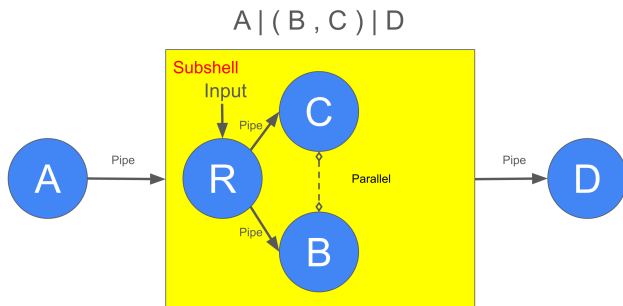 A | ( B , C ) | D
Subshell
Input
C
Pipe
Pipe
Pipe
A
R
Parallel
D
Pipe
B